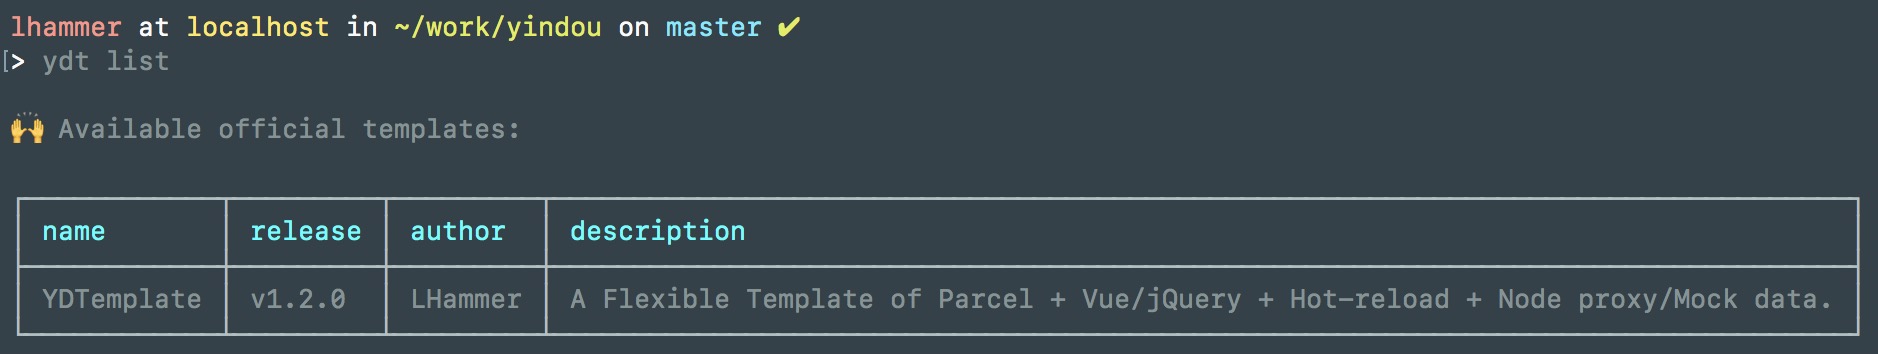 lhammer at localhost in ~/work/yindou on master ✔
[> ydt list
🙌 Available official templates:
name release author description
YDTemplate v1.2.0 LHammer A Flexible Template of Parcel + Vue/jQuery + Hot-reload + Node proxy/Mock data.